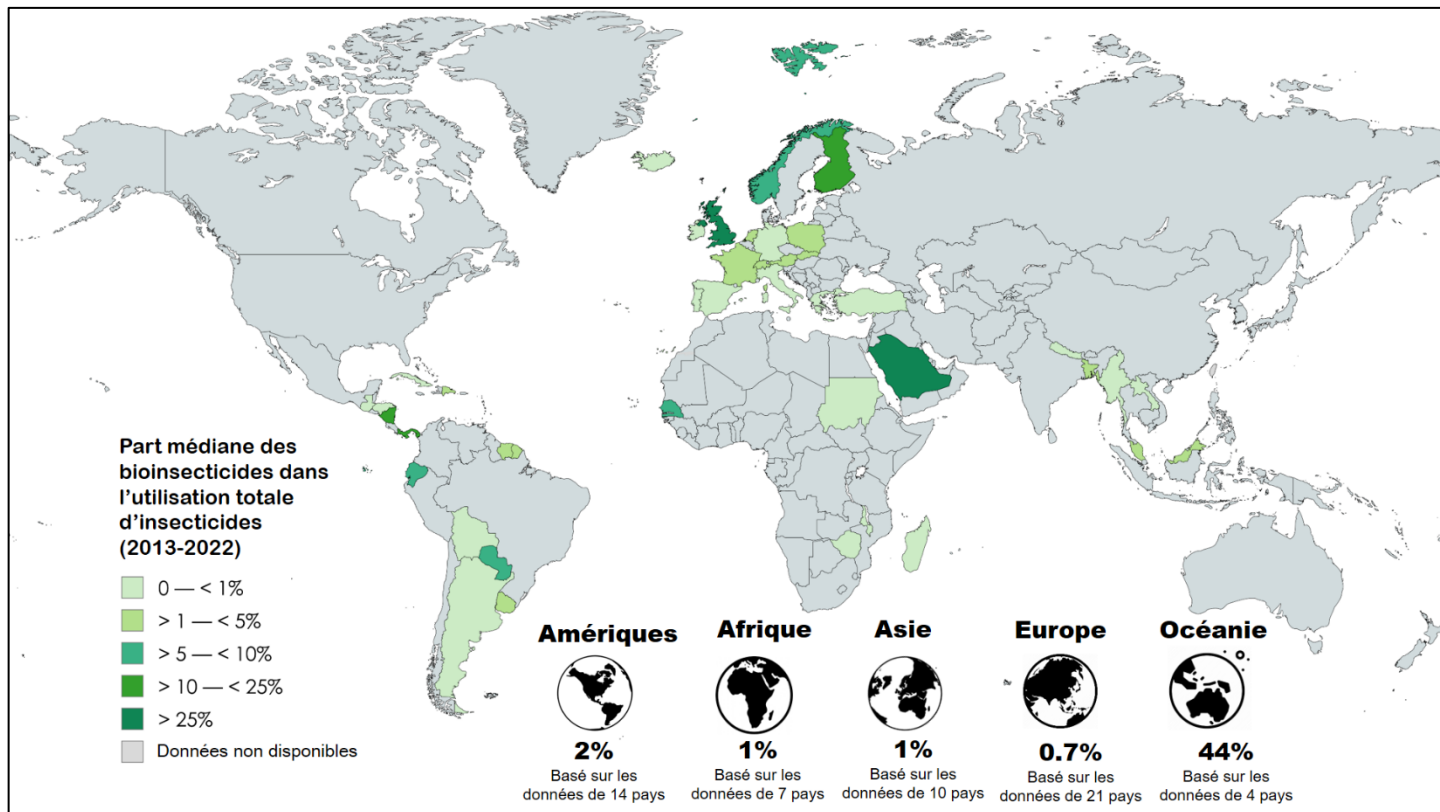 Part médiane des
bioinsecticides dans
l'utilisation totale
d'insecticides
(2013-2022)
0 — < 1%
> 1 — < 5%
> 5 — < 10%
> 10 — < 25%
> 25%
Données non disponibles
Amériques
2%
Basé sur les
données de 14 pays
Afrique
1%
Basé sur les
données de 7 pays
Asie
1%
Basé sur les
données de 10 pays
Europe
0.7%
Basé sur les
données de 21 pays
Océanie
44%
Basé sur les
données de 4 pays